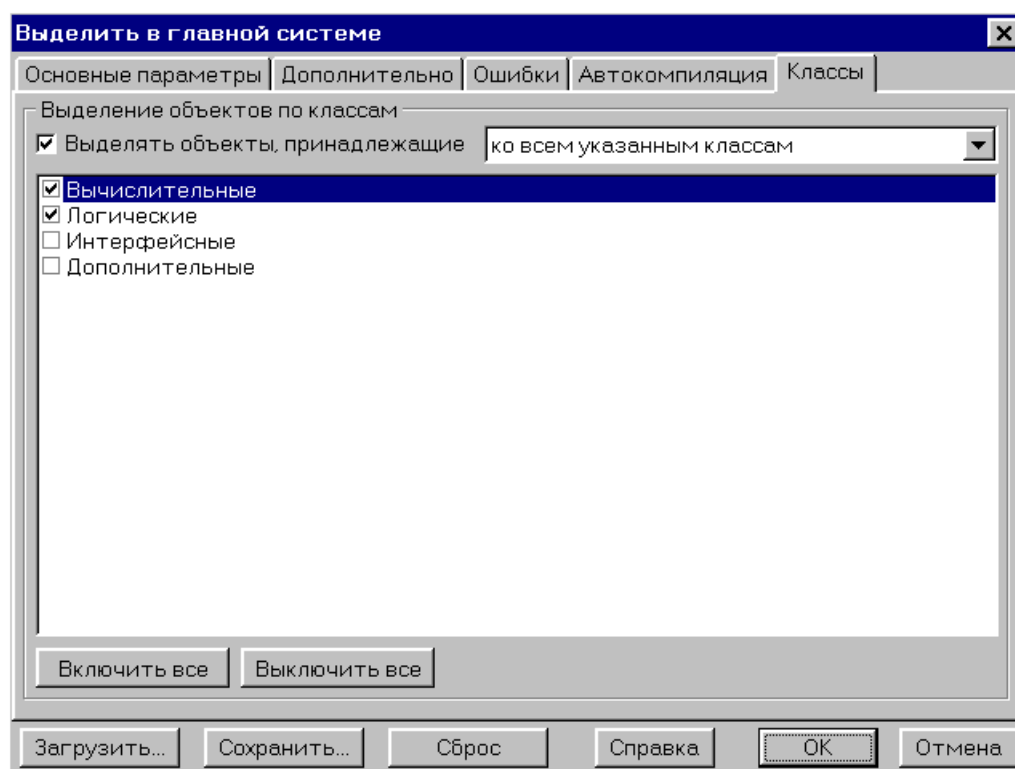 Выделить в главной системе
Основные параметры Дополнительно Ошибки Автокомпиляция Классы
Выделение объектов по классам
Выделять объекты, принадлежащие ко всем указанным классам
Вычислительные
Логические
Интерфейсные
Дополнительные
Включить все Выключить все
Загрузить... Сохранить... Сброс Справка OK Отмена